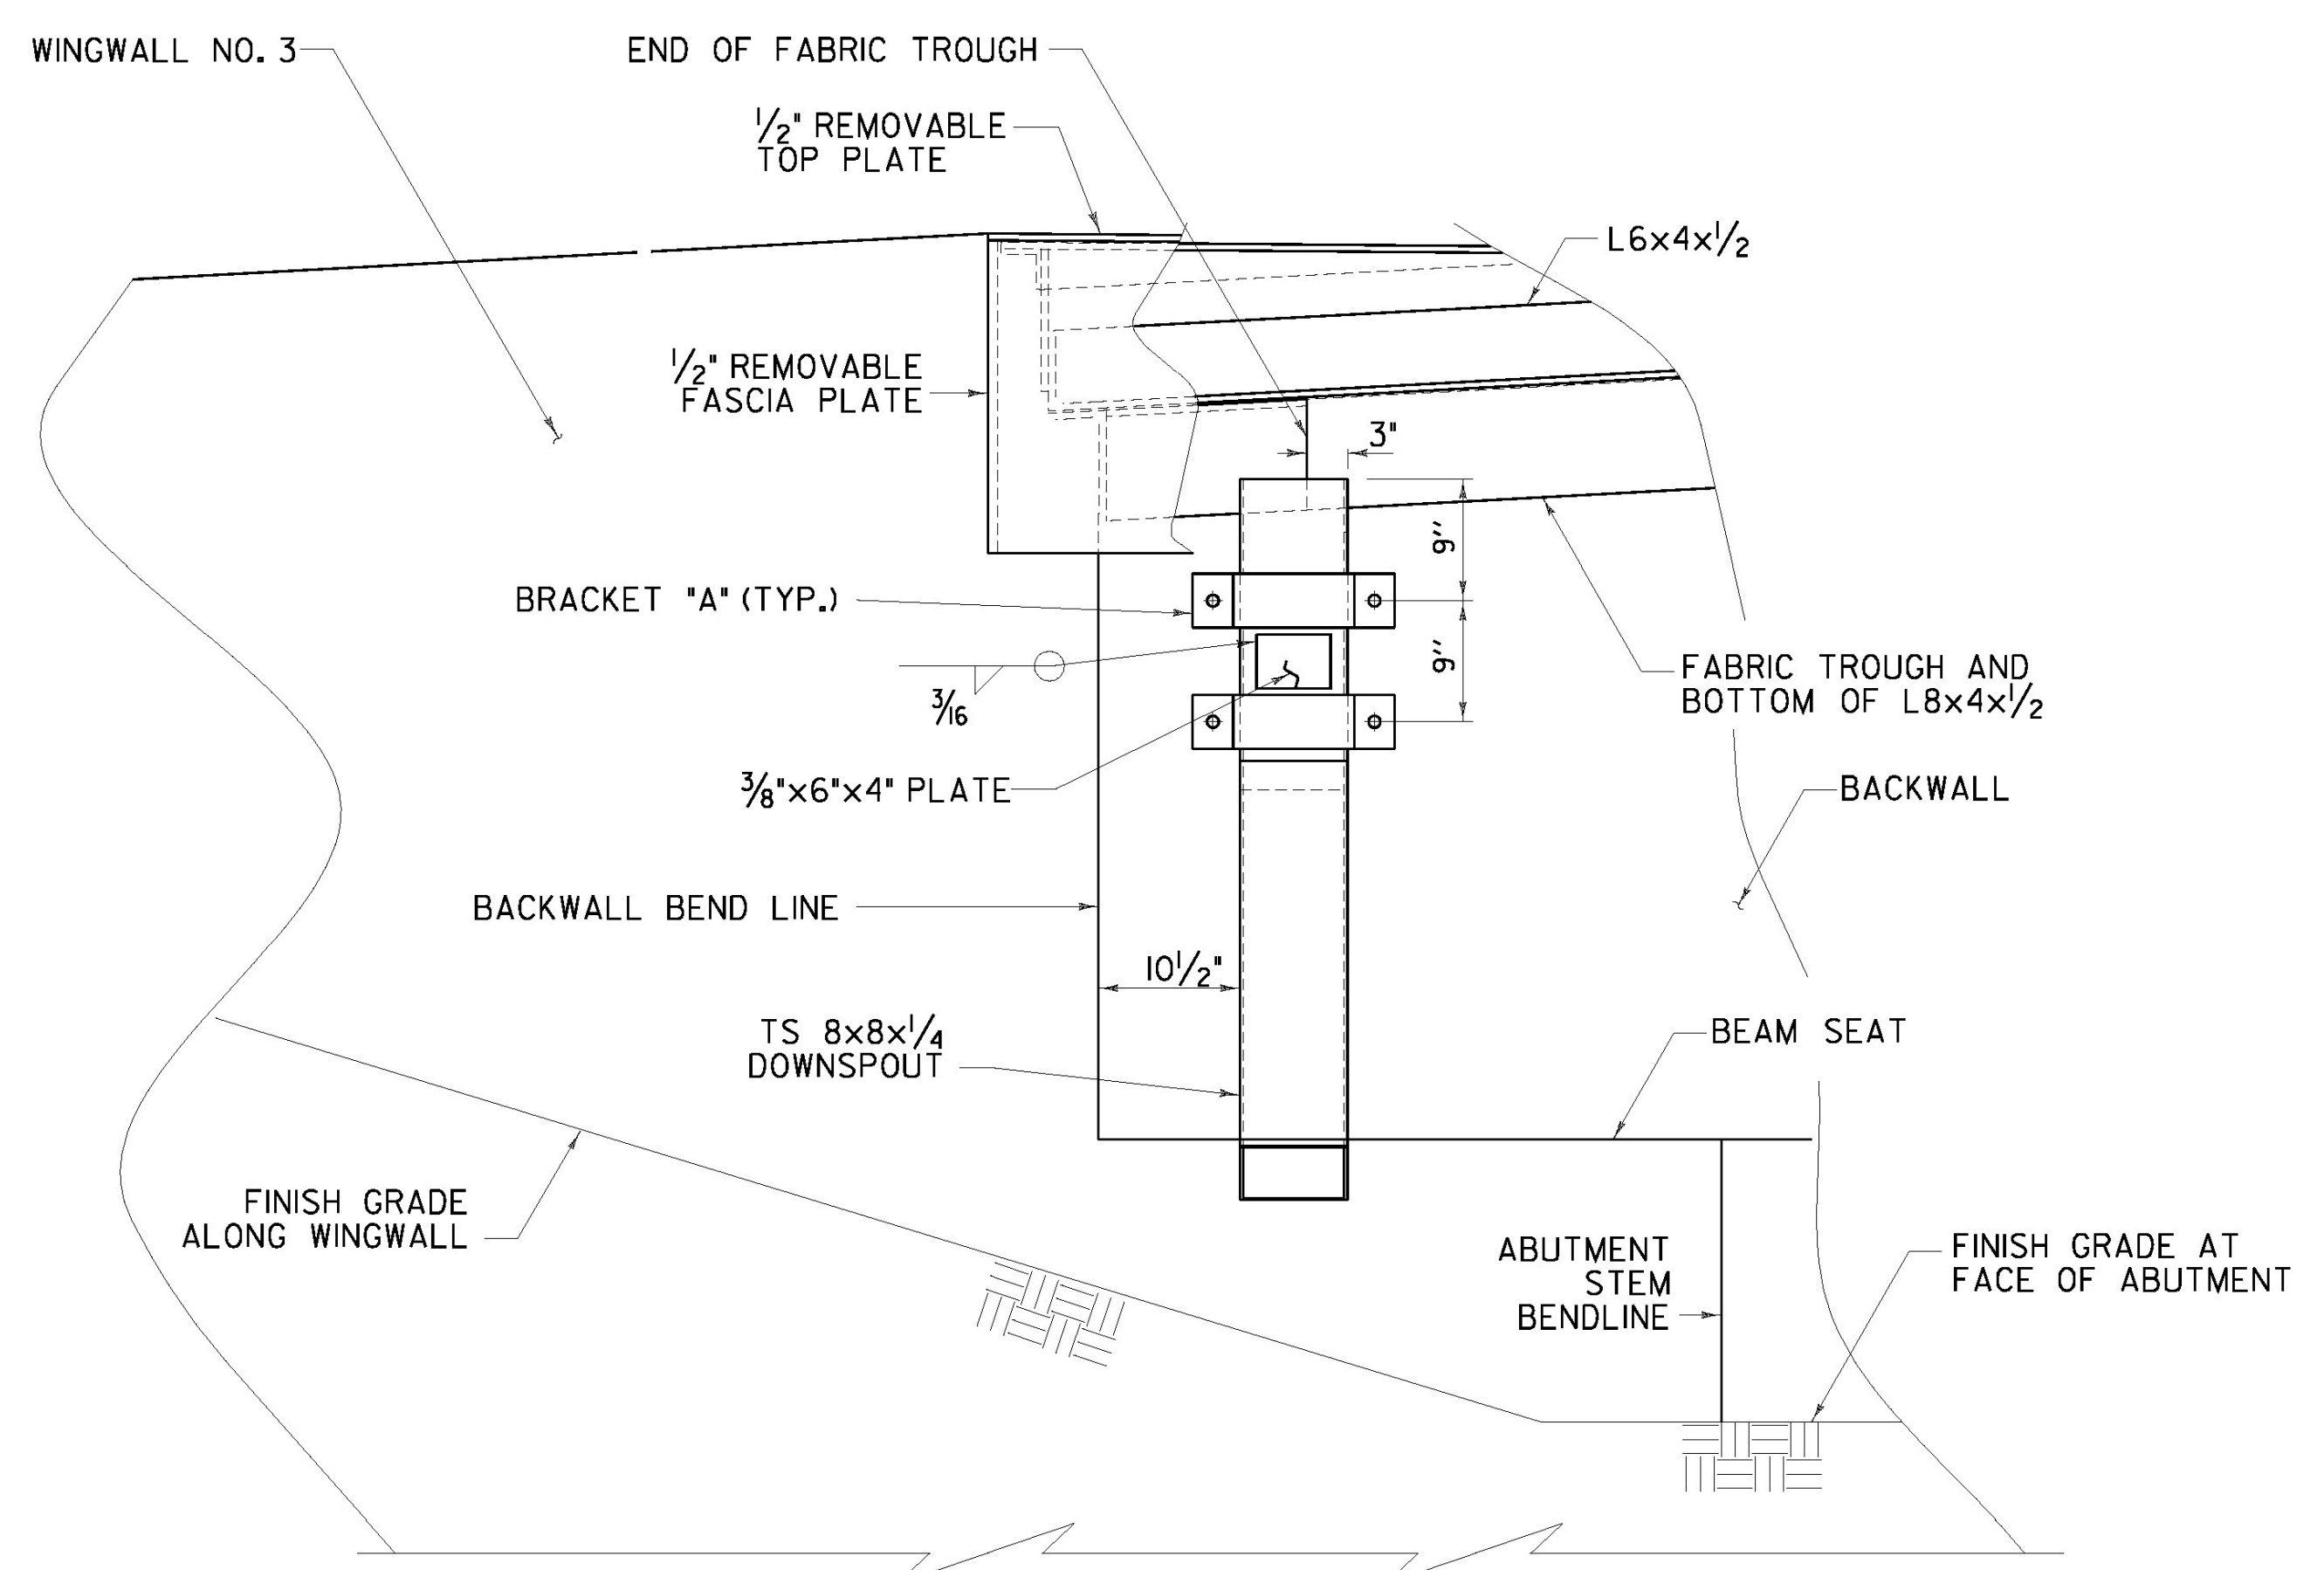 WINGWALL NO. 3
END OF FABRIC TROUGH
1/2" REMOVABLE
TOP PLATE
L6x4x1/2
1/2" REMOVABLE
FASCIA PLATE
3"
9"
BRACKET "A" (TYP.)
9"
3/16
FABRIC TROUGH AND
BOTTOM OF L8x4x1/2
3/8"x6"x4" PLATE
BACKWALL
BACKWALL BEND LINE
10 1/2"
TS 8x8x1/4
DOWNSPOUT
BEAM SEAT
FINISH GRADE
ALONG WINGWALL
ABUTMENT
STEM
BENDLINE
FINISH GRADE AT
FACE OF ABUTMENT